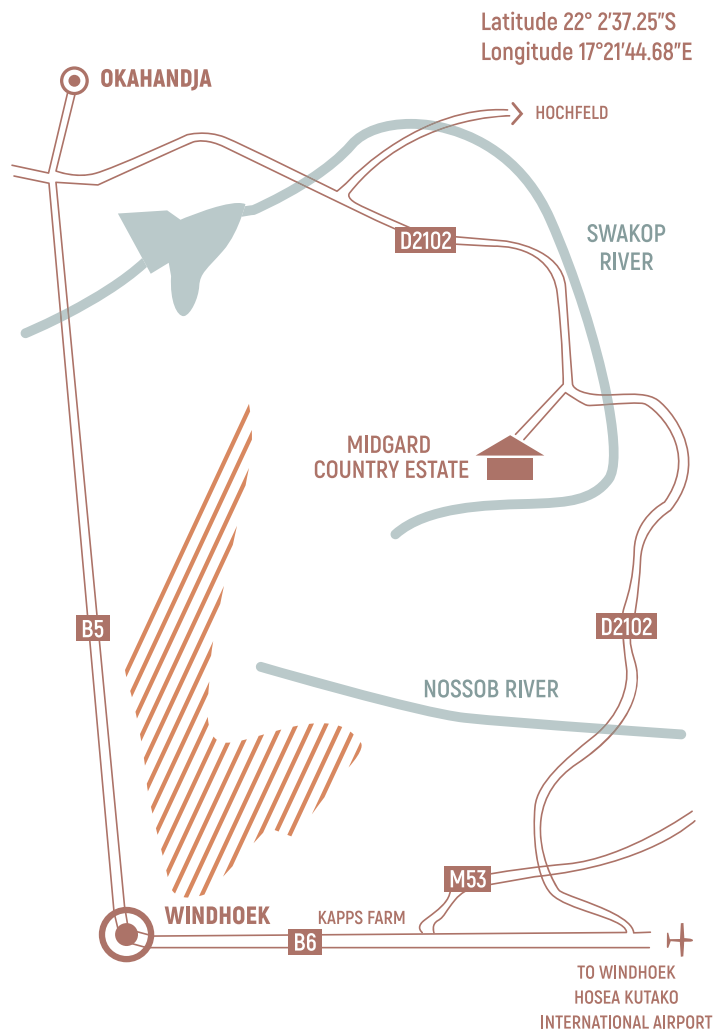 Latitude 22° 2'37.25"S
Longitude 17°21'44.68"E
OKAHANDJA
HOCHFELD
D2102
SWAKOP
RIVER
MIDGARD
COUNTRY ESTATE
B5
D2102
NOSSOB RIVER
M53
WINDHOEK
KAPPS FARM
B6
TO WINDHOEK
HOSEA KUTAKO
INTERNATIONAL AIRPORT